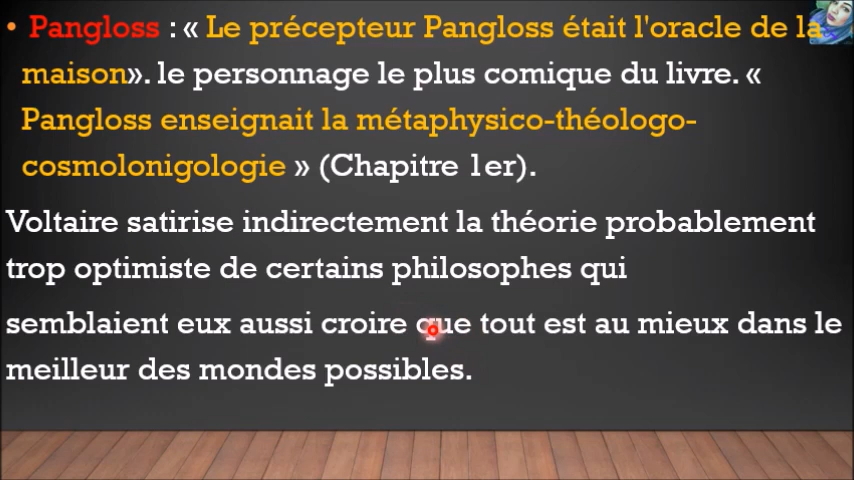 • Pangloss : « Le précepteur Pangloss était l'oracle de la
maison». le personnage le plus comique du livre. «
Pangloss enseignait la métaphysico-théologo-
cosmolonigologie » (Chapitre 1er).
Voltaire satirise indirectement la théorie probablement
trop optimiste de certains philosophes qui
semblaient eux aussi croire que tout est au mieux dans le
meilleur des mondes possibles.